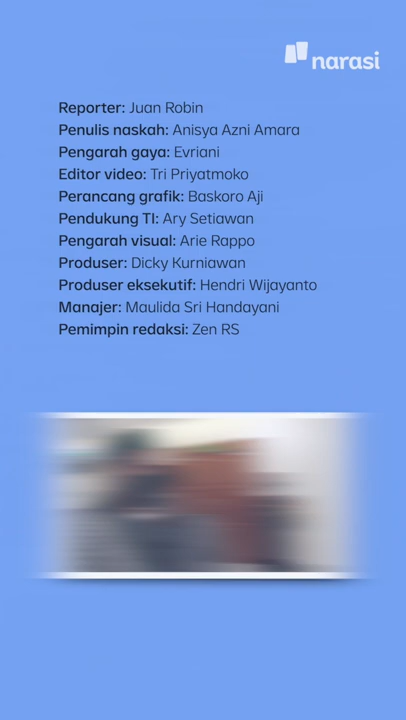 narasi
Reporter: Juan Robin
Penulis naskah: Anisya Azni Amara
Pengarah gaya: Evriani
Editor video: Tri Priyatmoko
Perancang grafik: Baskoro Aji
Pendukung TI: Ary Setiawan
Pengarah visual: Arie Rappo
Produser: Dicky Kurniawan
Produser eksekutif: Hendri Wijayanto
Manajer: Maulida Sri Handayani
Pemimpin redaksi: Zen RS